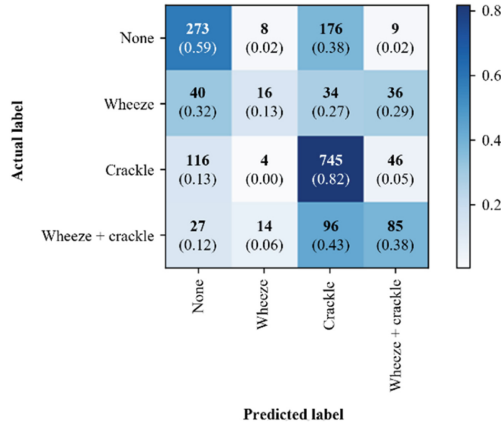 None 273 8 176 9
(0.59) (0.02) (0.38) (0.02)
Wheeze 40 16 34 36
(0.32) (0.13) (0.27) (0.29)
Crackle 116 4 745 46
(0.13) (0.00) (0.82) (0.05)
Wheeze + crackle 27 14 96 85
(0.12) (0.06) (0.43) (0.38)
Actual label
None
Wheeze
Crackle
Wheeze + crackle
Predicted label
0.8
0.6
0.4
0.2